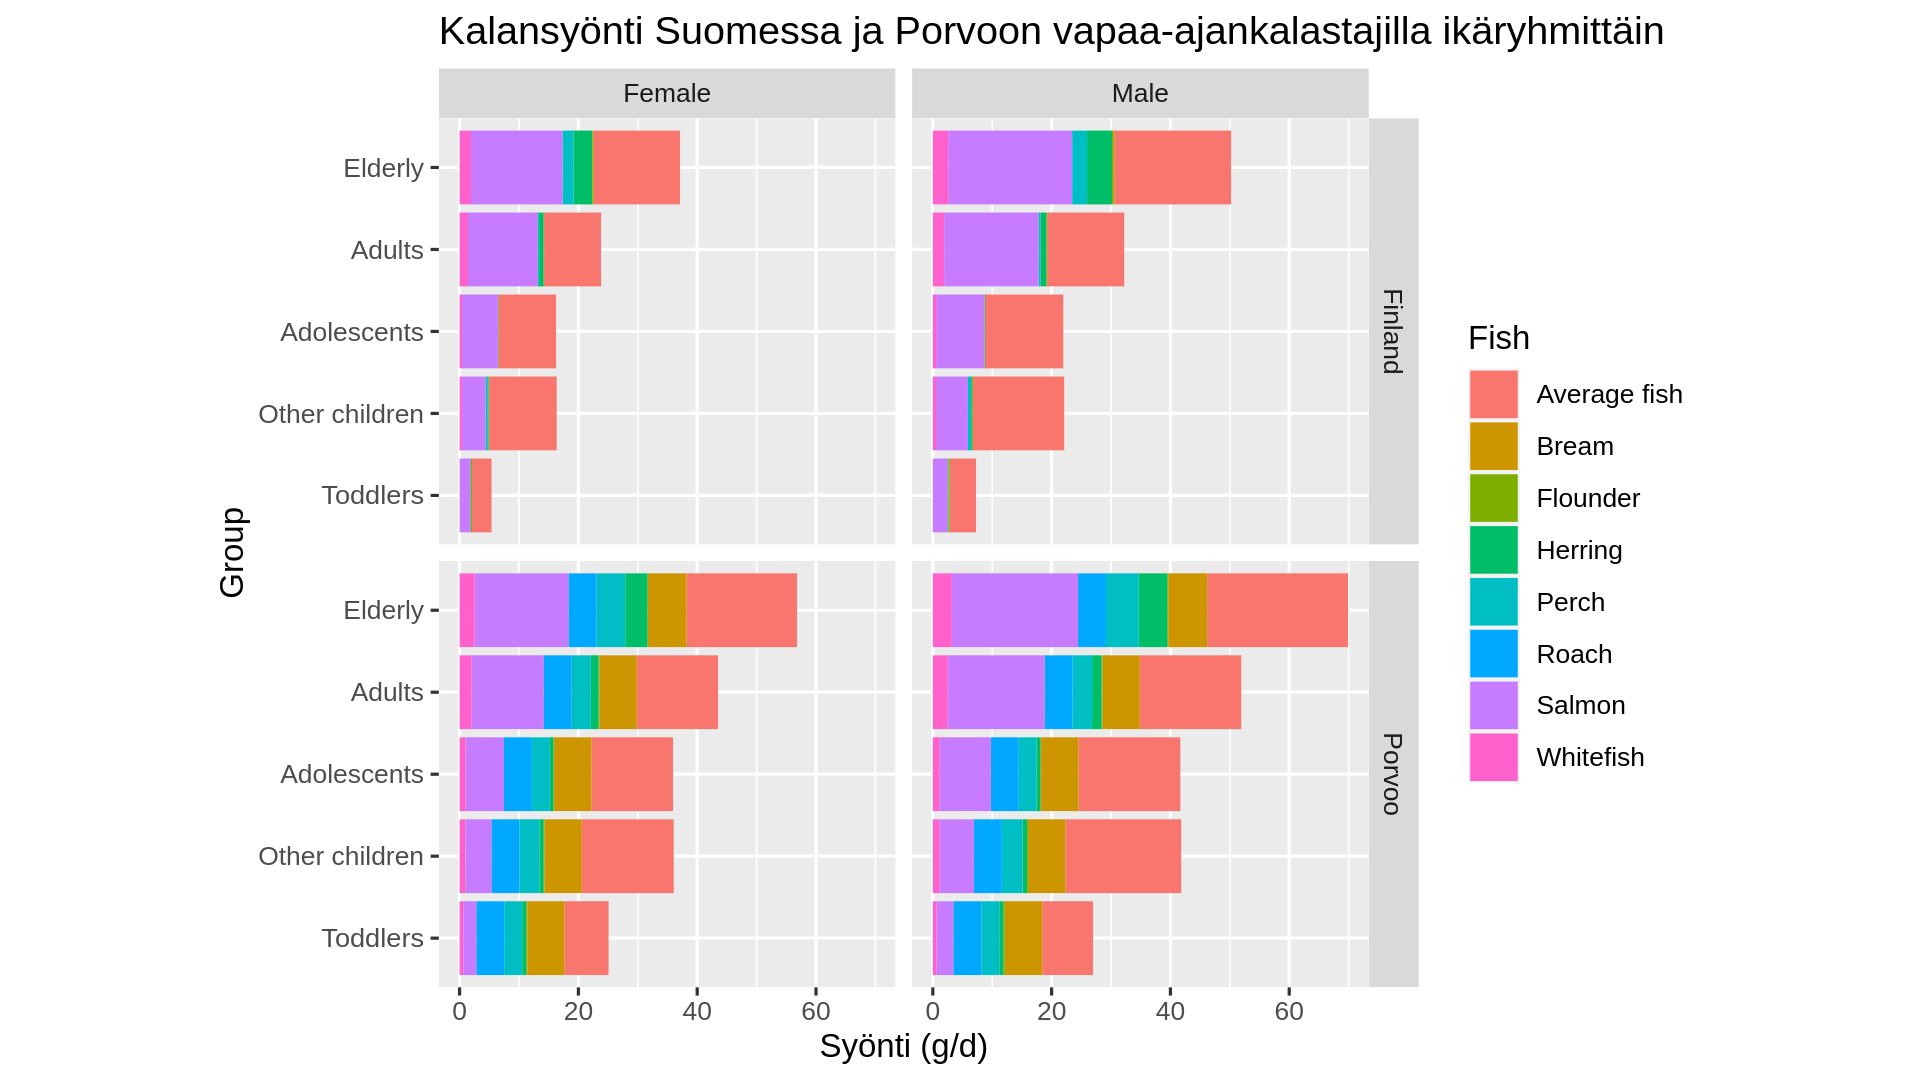 Kalansyönti Suomessa ja Porvoon vapaa-ajankalastajilla ikäryhmittäin
Female
Male
Elderly
Adults
Adolescents
Other children
Toddlers
Finland
Elderly
Adults
Adolescents
Other children
Toddlers
Porvoo
Group
0
20
40
60
0
20
40
60
Syönti (g/d)
Fish
Average fish
Bream
Flounder
Herring
Perch
Roach
Salmon
Whitefish